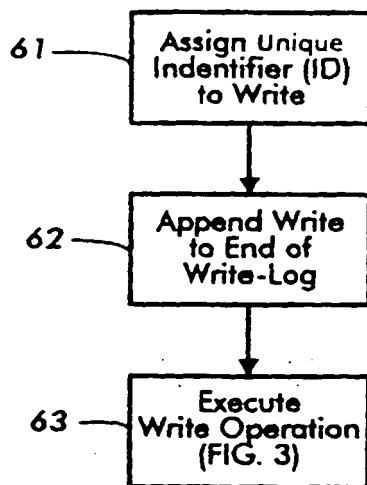 61
Assign Unique
Indentifier (ID)
to Write
62
Append Write
to End of
Write-Log
63
Execute
Write Operation
(FIG. 3)